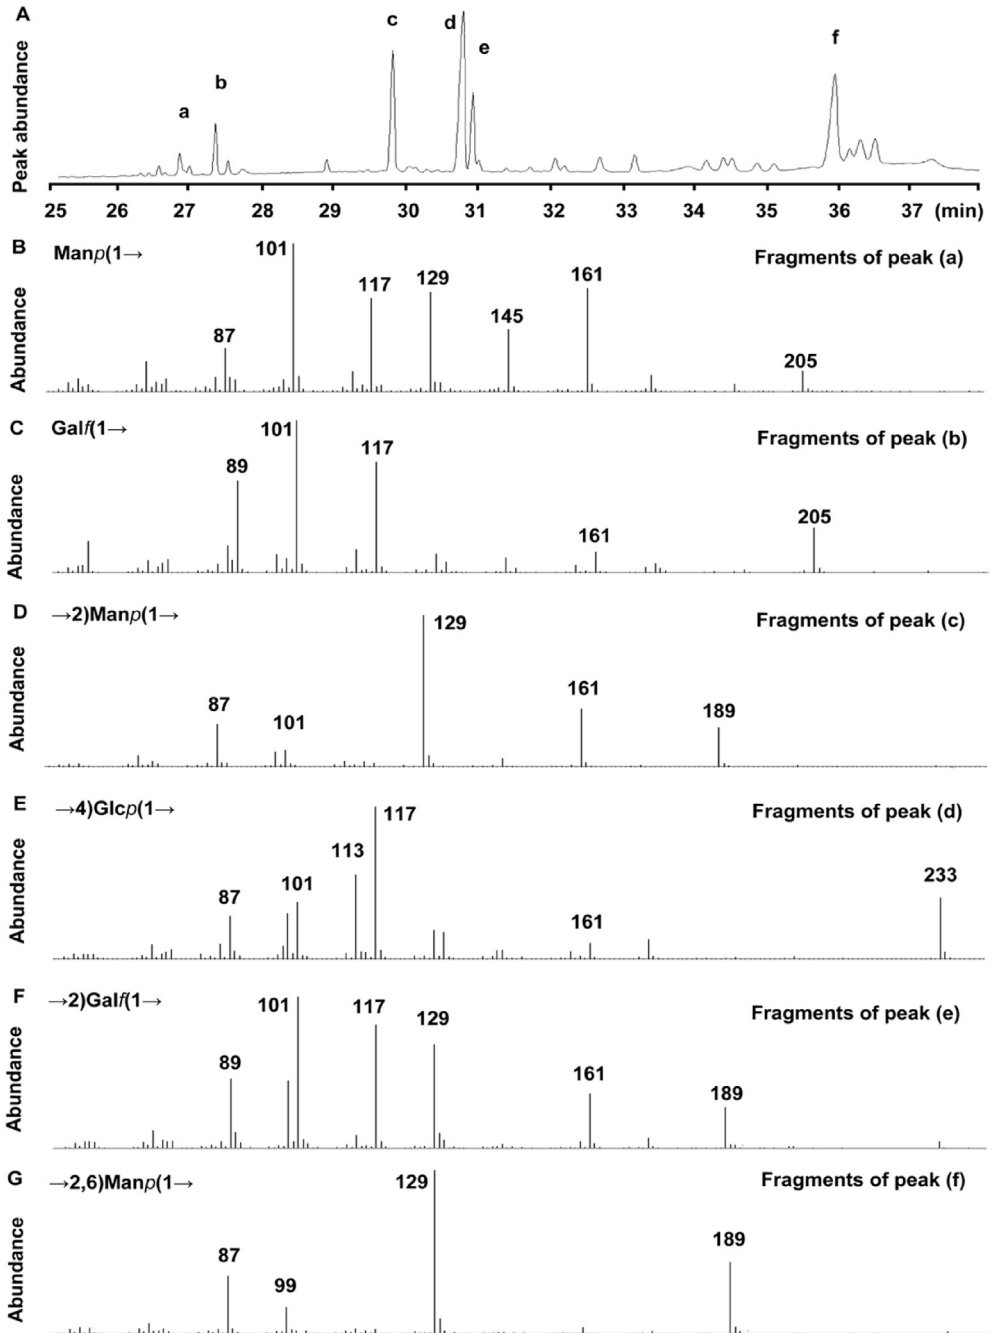 A
Peak abundance
a
b
c
d
e
f
25 26 27 28 29 30 31 32 33 34 35 36 37 (min)
B
Manp(1→
Fragments of peak (a)
Abundance
87
101
117
129
145
161
205
C
Galf(1→
Fragments of peak (b)
Abundance
89
101
117
161
205
D
→2)Manp(1→
Fragments of peak (c)
Abundance
87
101
129
161
189
E
→4)Glcp(1→
Fragments of peak (d)
Abundance
87
101
113
117
161
233
F
→2)Galf(1→
Fragments of peak (e)
Abundance
89
101
117
129
161
189
G
→2,6)Manp(1→
Fragments of peak (f)
Abundance
87
99
129
189